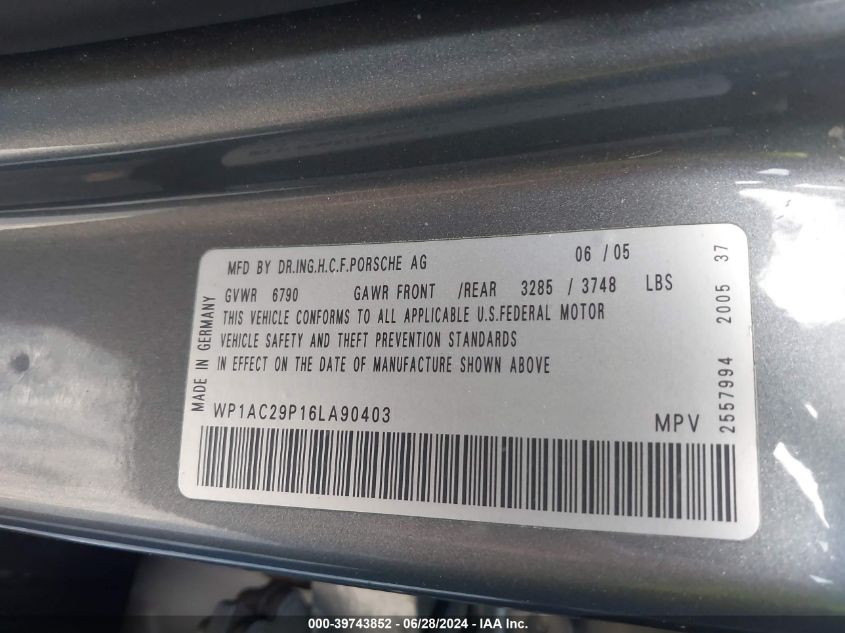 MFD BY DR.ING.H.C.F.PORSCHE AG 06 / 05
GVWR 6790 GAWR FRONT /REAR 3285 / 3748 LBS
THIS VEHICLE CONFORMS TO ALL APPLICABLE U.S.FEDERAL MOTOR
VEHICLE SAFETY AND THEFT PREVENTION STANDARDS
IN EFFECT ON THE DATE OF MANUFACTURE SHOWN ABOVE
WP1AC29P16LA90403 MPV
MADE IN GERMANY
2557994 2005 37
000-39743852 / 06/28/2024 / IAA Inc.